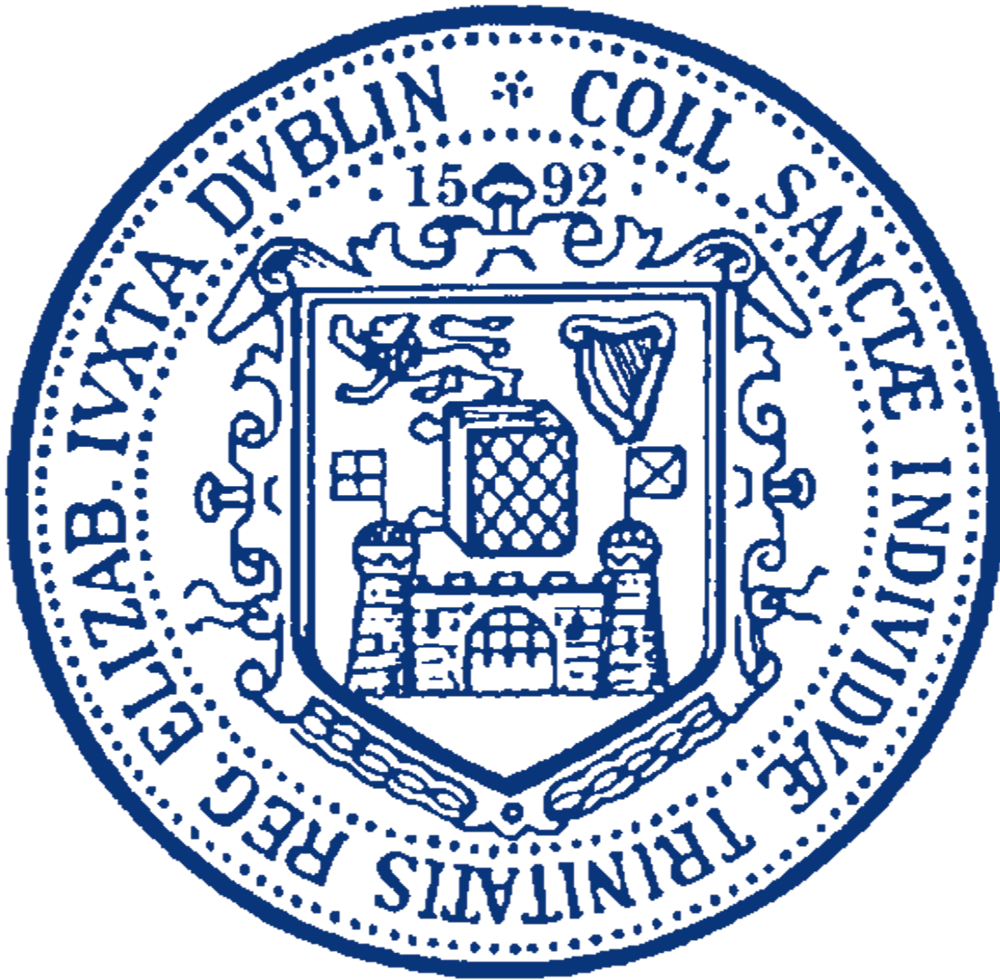 COLL SANCTÆ INDIVIDVÆ TRINITATIS REG. ELIZAB. IVXTA DVBLIN
1592